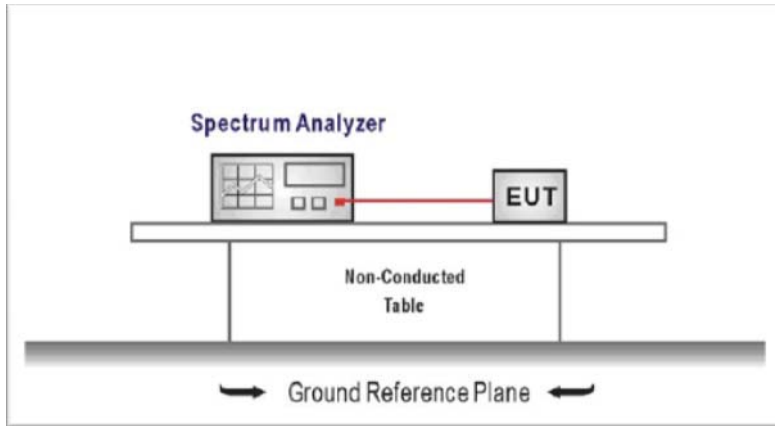 Spectrum Analyzer
EUT
Non-Conducted
Table
Ground Reference Plane